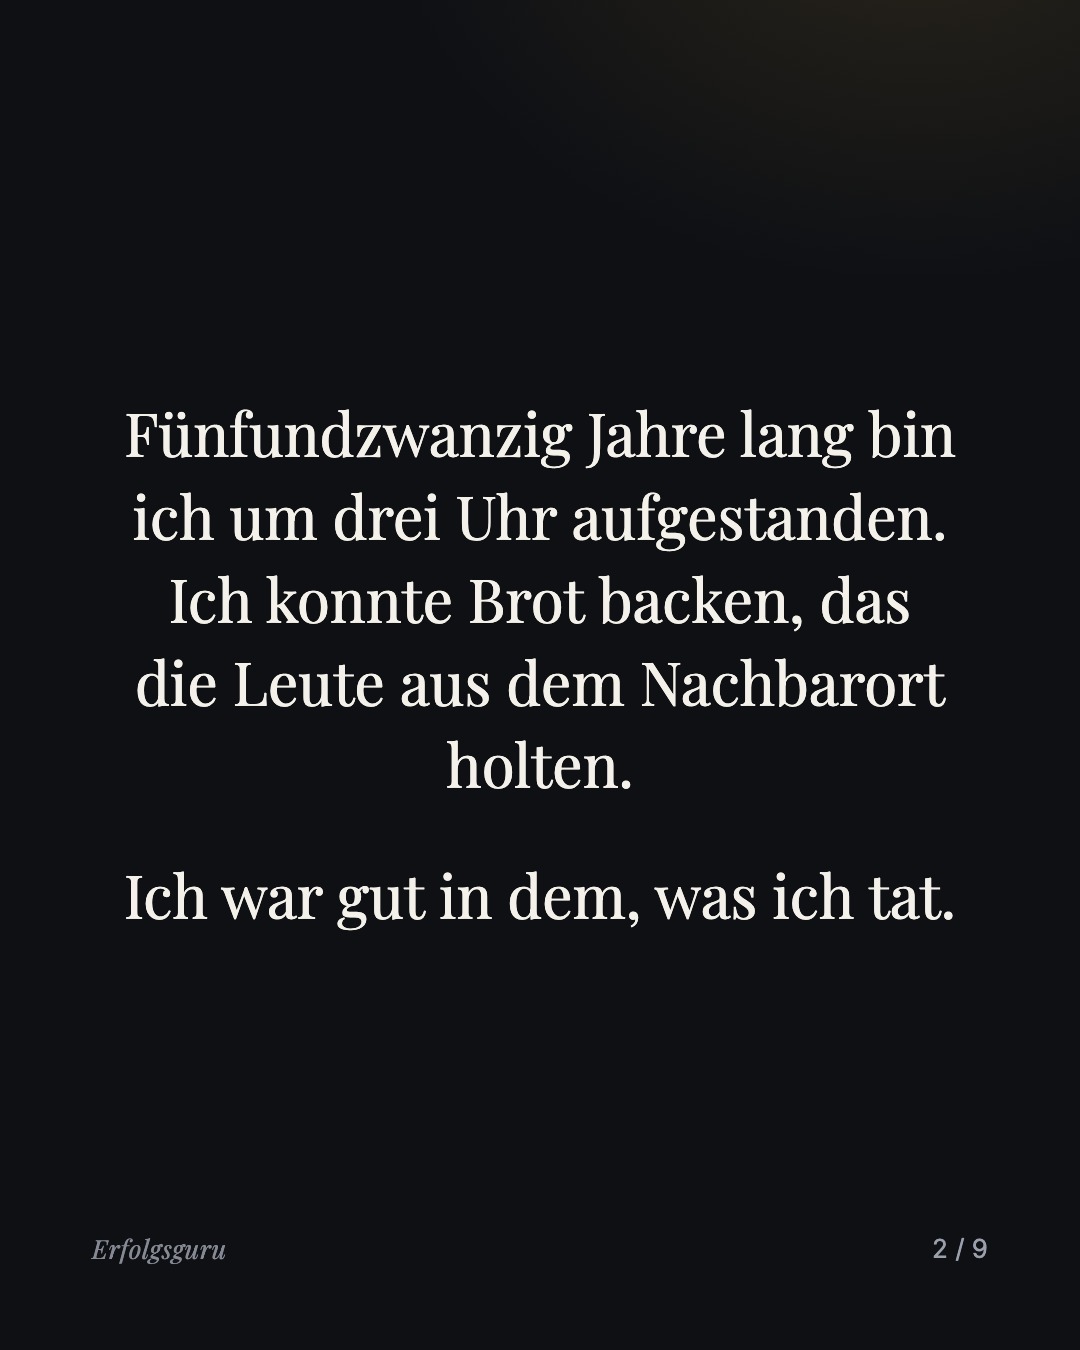 Fünfundzwanzig Jahre lang bin
ich um drei Uhr aufgestanden.
Ich konnte Brot backen, das
die Leute aus dem Nachbarort
holten.
Ich war gut in dem, was ich tat.
Erfolgsguru
2 / 9